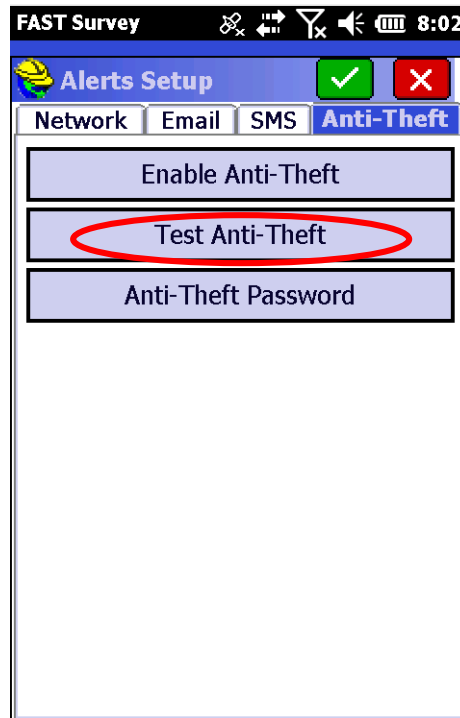 FAST Survey 8:02
Alerts Setup
Network Email SMS Anti-Theft
Enable Anti-Theft
Test Anti-Theft
Anti-Theft Password